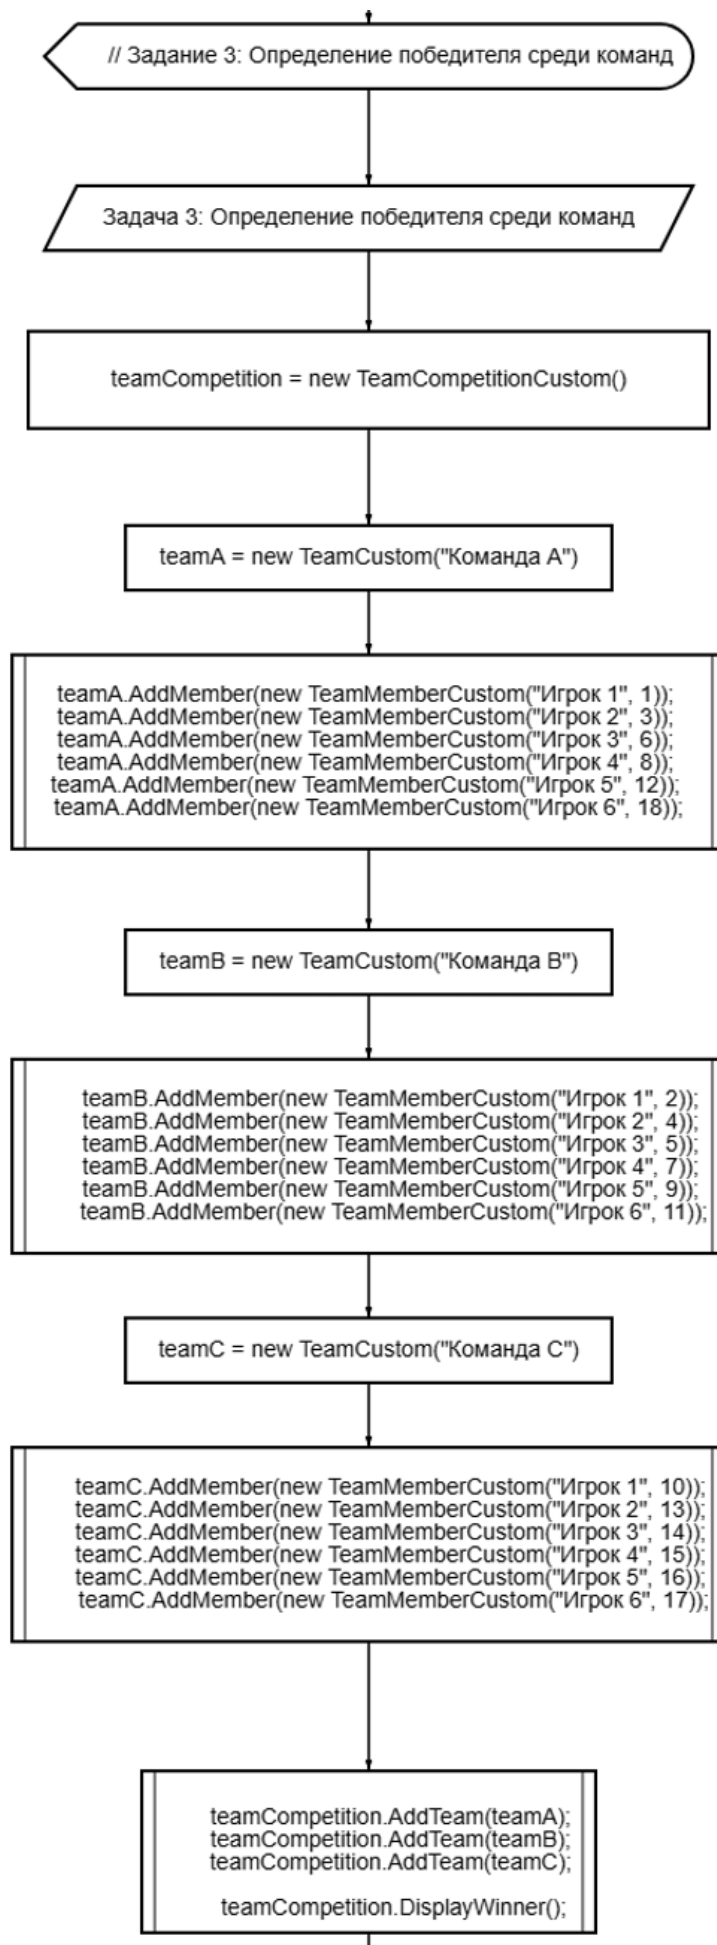 // Задание 3: Определение победителя среди команд
Задача 3: Определение победителя среди команд
teamCompetition = new TeamCompetitionCustom()
teamA = new TeamCustom("Команда A")
teamA.AddMember(new TeamMemberCustom("Игрок 1", 1));
teamA.AddMember(new TeamMemberCustom("Игрок 2", 3));
teamA.AddMember(new TeamMemberCustom("Игрок 3", 6));
teamA.AddMember(new TeamMemberCustom("Игрок 4", 8));
teamA.AddMember(new TeamMemberCustom("Игрок 5", 12));
teamA.AddMember(new TeamMemberCustom("Игрок 6", 18));
teamB = new TeamCustom("Команда B")
teamB.AddMember(new TeamMemberCustom("Игрок 1", 2));
teamB.AddMember(new TeamMemberCustom("Игрок 2", 4));
teamB.AddMember(new TeamMemberCustom("Игрок 3", 5));
teamB.AddMember(new TeamMemberCustom("Игрок 4", 7));
teamB.AddMember(new TeamMemberCustom("Игрок 5", 9));
teamB.AddMember(new TeamMemberCustom("Игрок 6", 11));
teamC = new TeamCustom("Команда C")
teamC.AddMember(new TeamMemberCustom("Игрок 1", 10));
teamC.AddMember(new TeamMemberCustom("Игрок 2", 13));
teamC.AddMember(new TeamMemberCustom("Игрок 3", 14));
teamC.AddMember(new TeamMemberCustom("Игрок 4", 15));
teamC.AddMember(new TeamMemberCustom("Игрок 5", 16));
teamC.AddMember(new TeamMemberCustom("Игрок 6", 17));
teamCompetition.AddTeam(teamA);
teamCompetition.AddTeam(teamB);
teamCompetition.AddTeam(teamC);
teamCompetition.DisplayWinner();